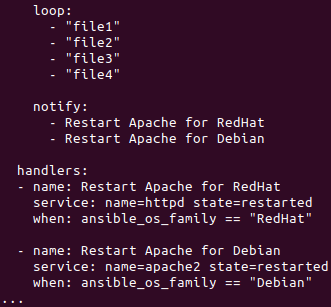 loop:
  - "file1"
  - "file2"
  - "file3"
  - "file4"

notify:
  - Restart Apache for RedHat
  - Restart Apache for Debian

handlers:
- name: Restart Apache for RedHat
  service: name=httpd state=restarted
  when: ansible_os_family == "RedHat"

- name: Restart Apache for Debian
  service: name=apache2 state=restarted
  when: ansible_os_family == "Debian"
...